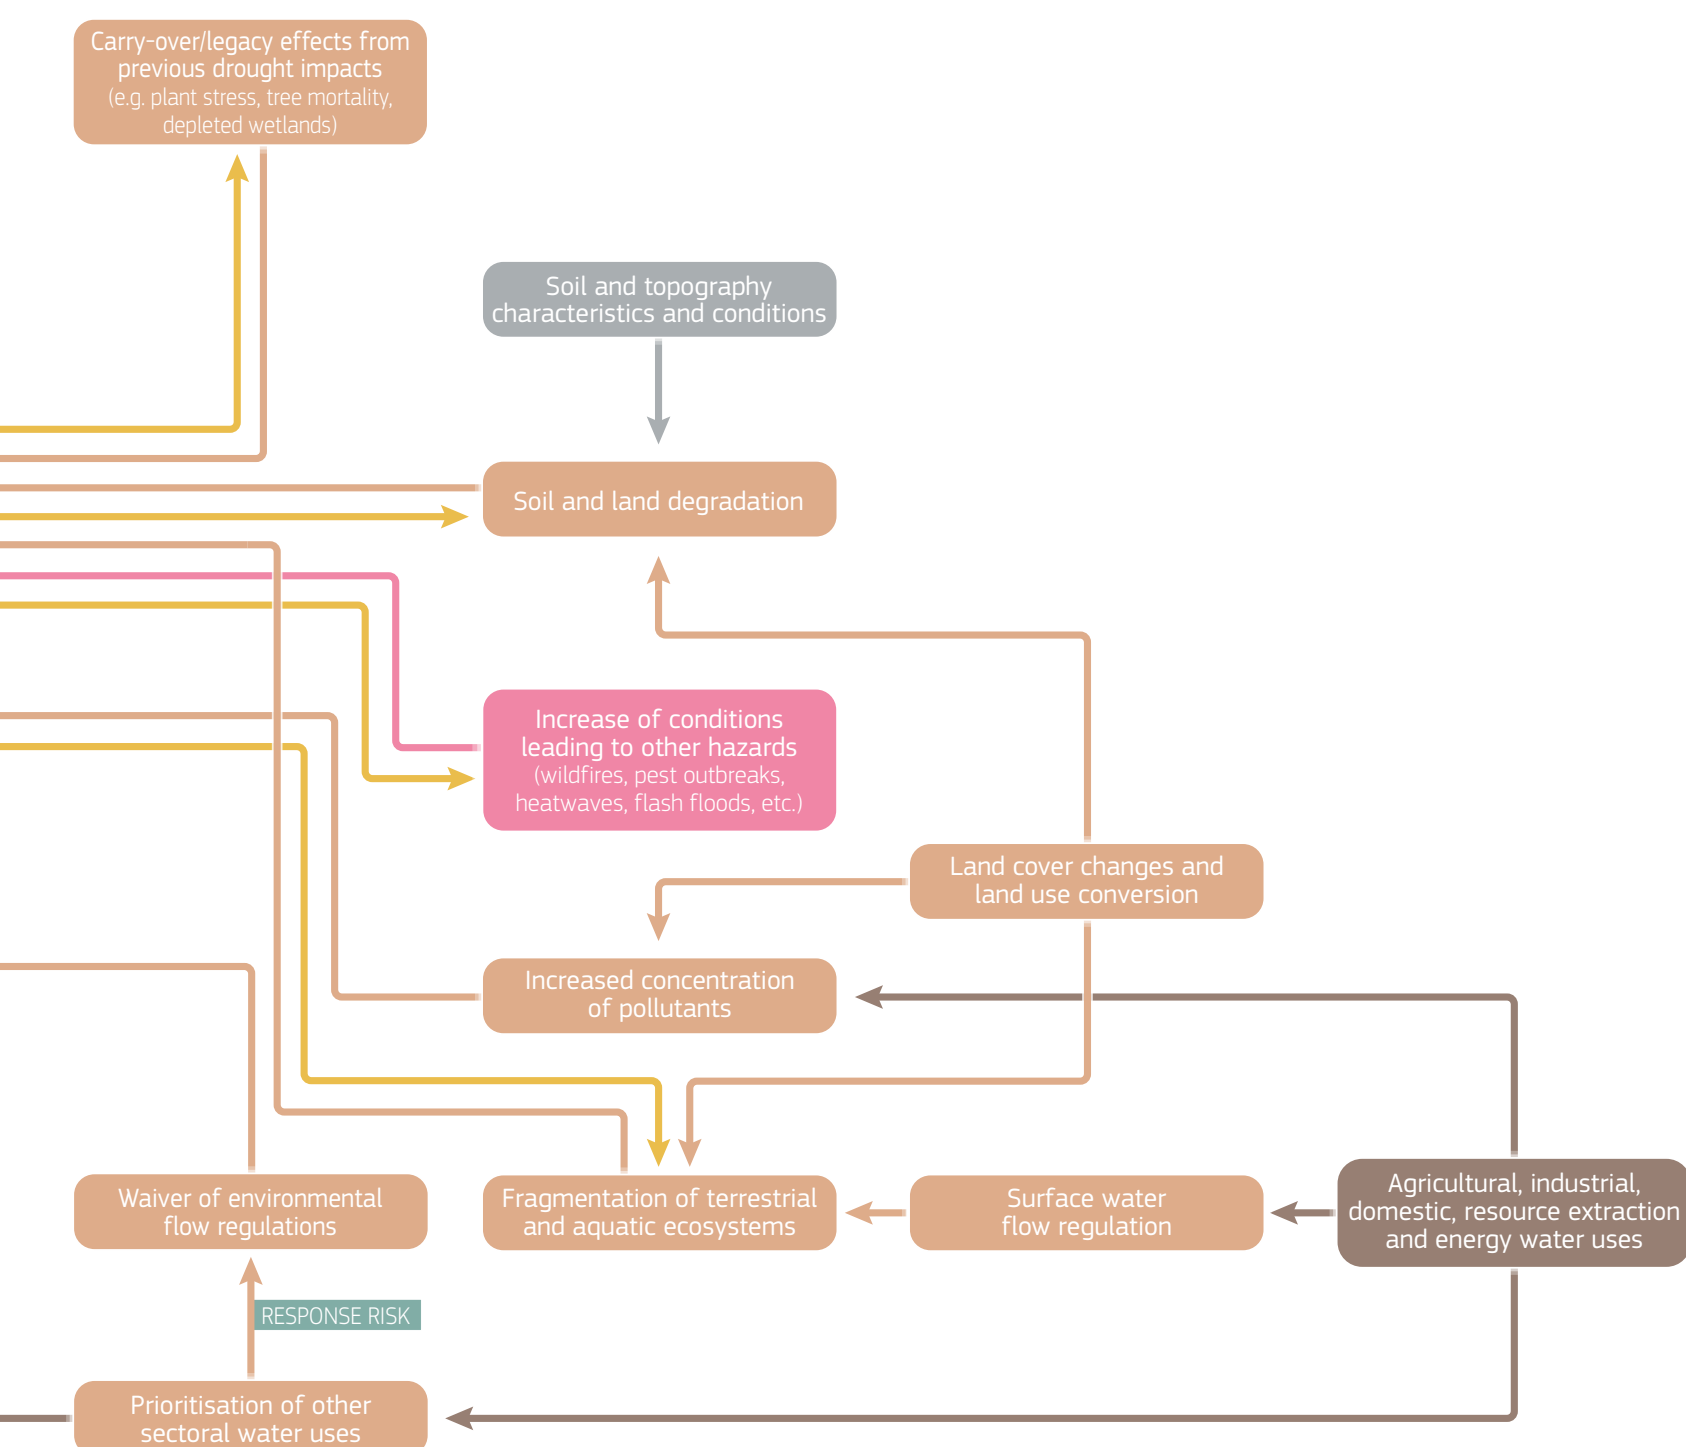 Carry-over/legacy effects from
previous drought impacts
(e.g. plant stress, tree mortality,
depleted wetlands)
Soil and topography
characteristics and conditions
Soil and land degradation
Increase of conditions
leading to other hazards
(wildfires, pest outbreaks,
heatwaves, flash floods, etc.)
Land cover changes and
land use conversion
Increased concentration
of pollutants
Waiver of environmental
flow regulations
Fragmentation of terrestrial
and aquatic ecosystems
Surface water
flow regulation
Agricultural, industrial,
domestic, resource extraction
and energy water uses
RESPONSE RISK
Prioritisation of other
sectoral water uses